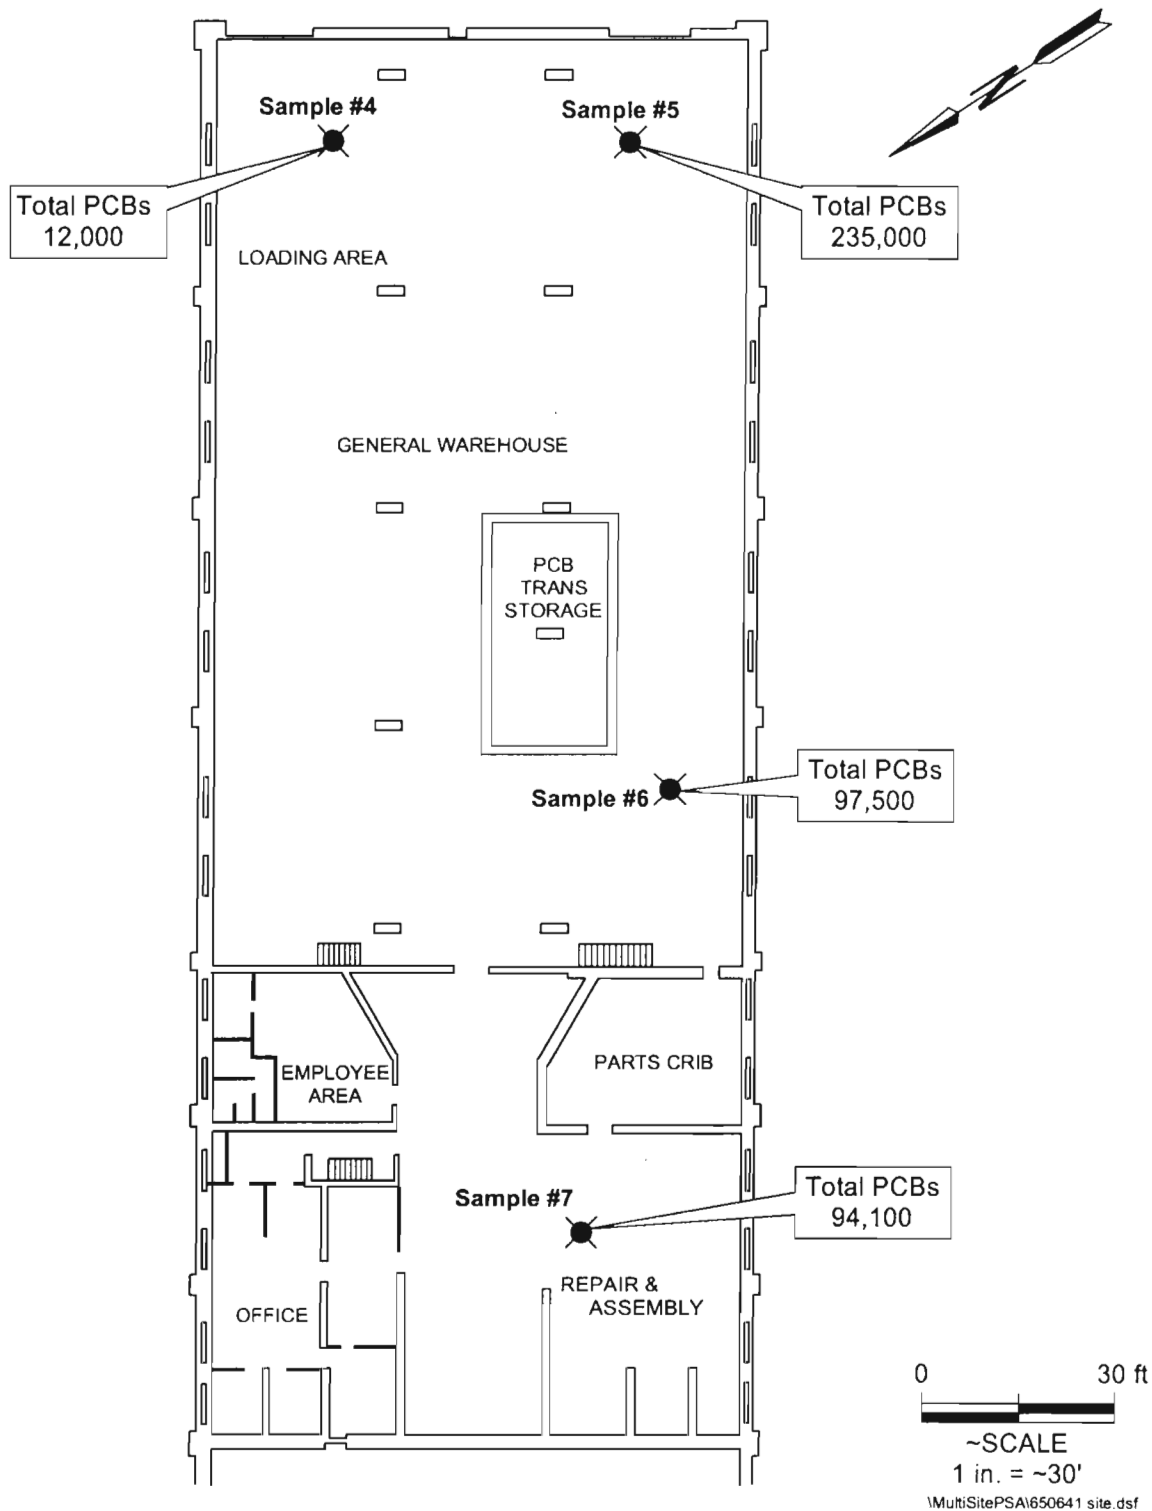 Sample #4
Sample #5
N
Total PCBs
12,000
Total PCBs
235,000
LOADING AREA
GENERAL WAREHOUSE
PCB
TRANS
STORAGE
Total PCBs
97,500
Sample #6
EMPLOYEE
AREA
PARTS CRIB
Total PCBs
94,100
Sample #7
REPAIR &
ASSEMBLY
OFFICE
0 30 ft
~SCALE
1 in. = ~30'
\MultiSitePSA\650641 site.dsf